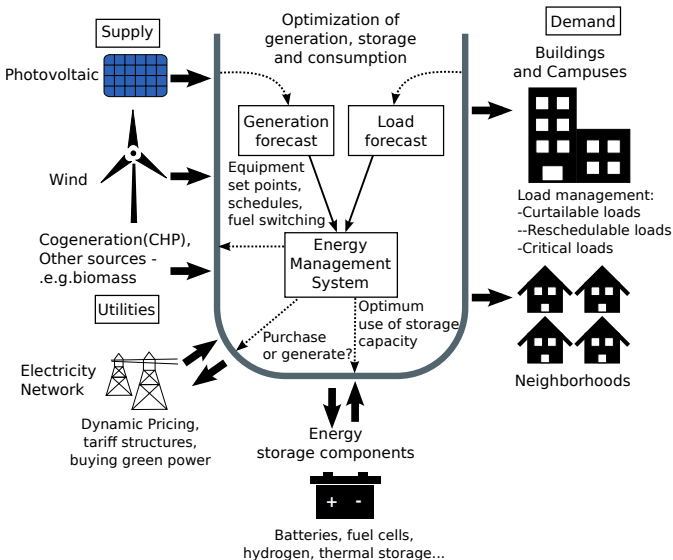 Supply
Photovoltaic
Wind
Cogeneration(CHP),
Other sources -
.e.g.biomass
Utilities
Electricity
Network
Dynamic Pricing,
tariff structures,
buying green power
Optimization of
generation, storage
and consumption
Generation
forecast
Load
forecast
Equipment
set points,
schedules,
fuel switching
Energy
Management
System
Purchase
or generate?
Optimum
use of storage
capacity
Energy
storage components
+ -
Batteries, fuel cells,
hydrogen, thermal storage...
Demand
Buildings
and Campuses
Load management:
-Curtailable loads
--Reschedulable loads
-Critical loads
Neighborhoods